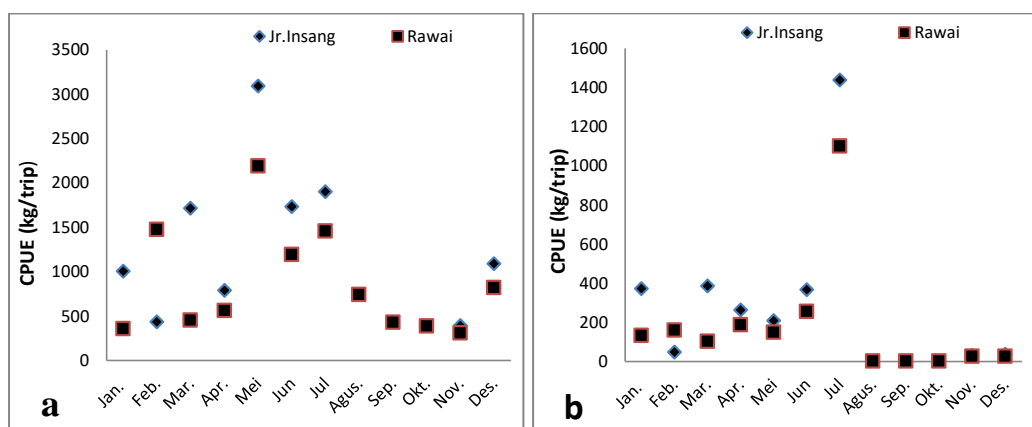 Jr.Insang Rawai
CPUE (kg/trip)
3500
3000
2500
2000
1500
1000
500
0
Jan. Feb. Mar. Apr. Mei Jun Jul Agus. Sep. Okt. Nov. Des.
a
Jr.Insang Rawai
CPUE (kg/trip)
1600
1400
1200
1000
800
600
400
200
0
Jan. Feb. Mar. Apr. Mei Jun Jul Agus. Sep. Okt. Nov. Des.
b